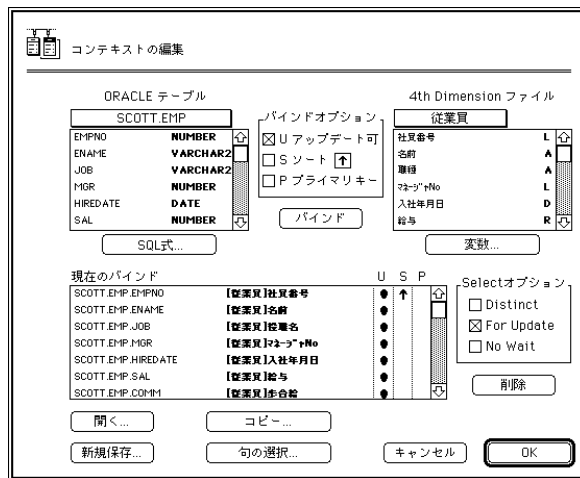 コンテキストの編集
ORACLE テーブル
SCOTT.EMP
EMPNO NUMBER
ENAME VARCHAR2
JOB VARCHAR2
MGR NUMBER
HIREDATE DATE
SAL NUMBER
SQL式...
バインドオプション
U アップデート可
S ソート
P プライマリキー
バインド
4th Dimension ファイル
従業員
社員番号 L
名前 A
職種 A
マネージャNo L
入社年月日 D
給与 R
変数...
現在のバインド U S P
SCOTT.EMP.EMPNO [従業員]社員番号
SCOTT.EMP.ENAME [従業員]名前
SCOTT.EMP.JOB [従業員]役職名
SCOTT.EMP.MGR [従業員]マネージャNo
SCOTT.EMP.HIREDATE [従業員]入社年月日
SCOTT.EMP.SAL [従業員]給与
SCOTT.EMP.COMM [従業員]歩合給
Selectオプション
Distinct
For Update
No Wait
削除
開く...
コピー...
新規保存...
句の選択...
キャンセル
OK